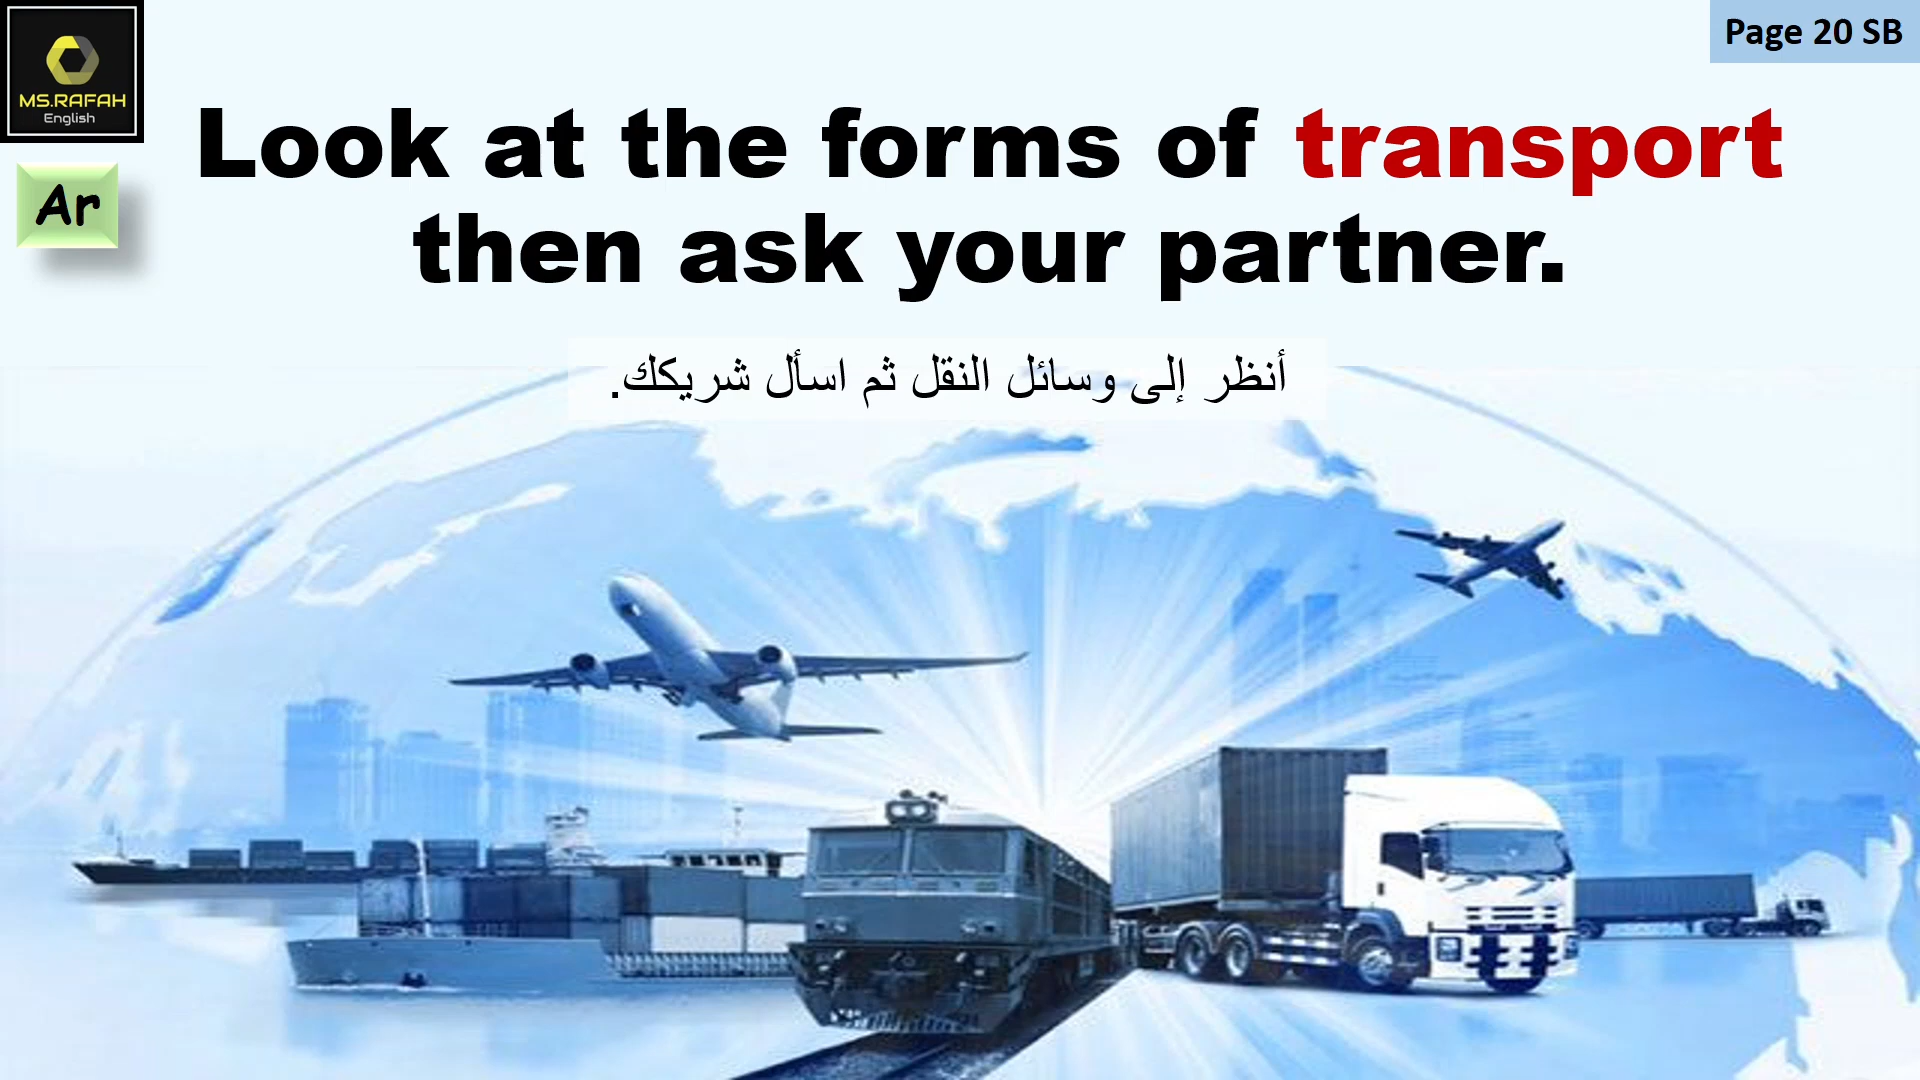 Page 20 SB
MS.RAFAH
English
Look at the forms of transport
then ask your partner.
Ar
أنظر إلى وسائل النقل ثم اسأل شريكك.